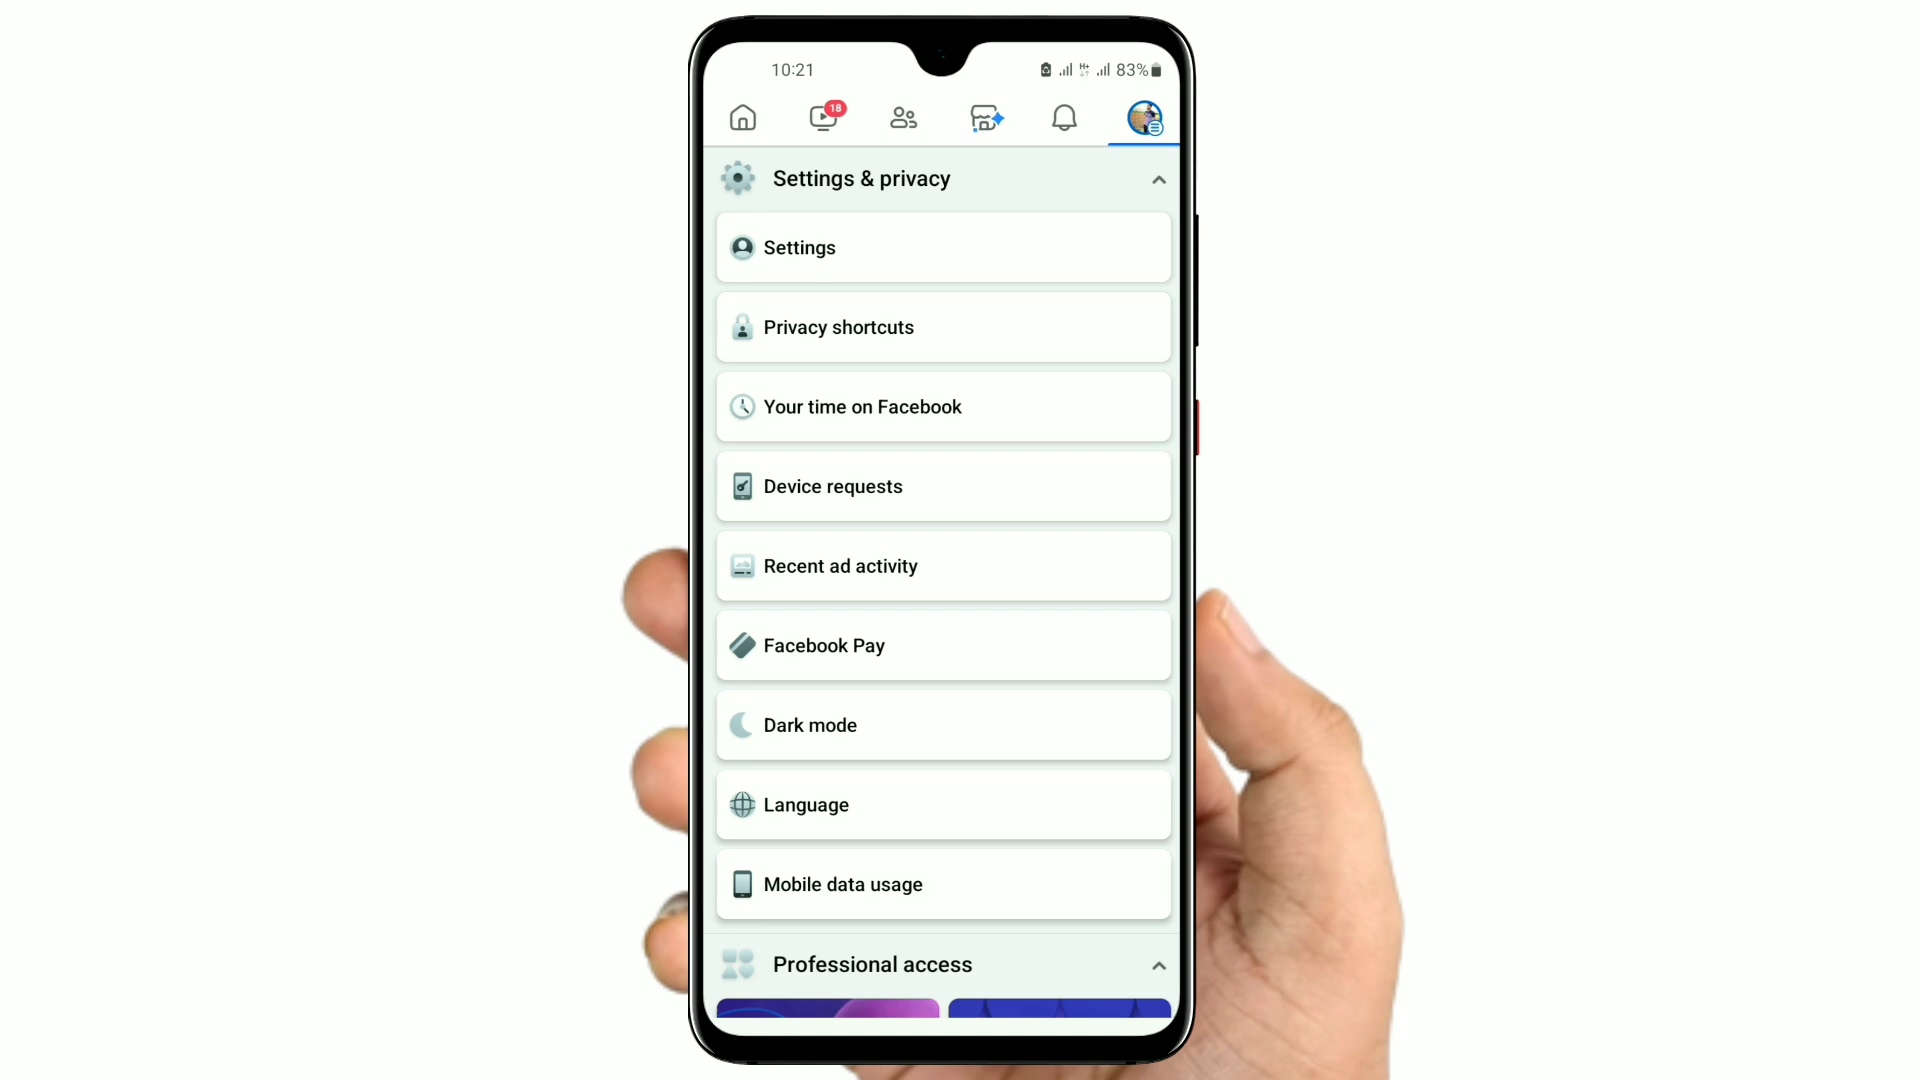 10:21 H+ 83%
18
Settings & privacy
Settings
Privacy shortcuts
Your time on Facebook
Device requests
Recent ad activity
Facebook Pay
Dark mode
Language
Mobile data usage
Professional access